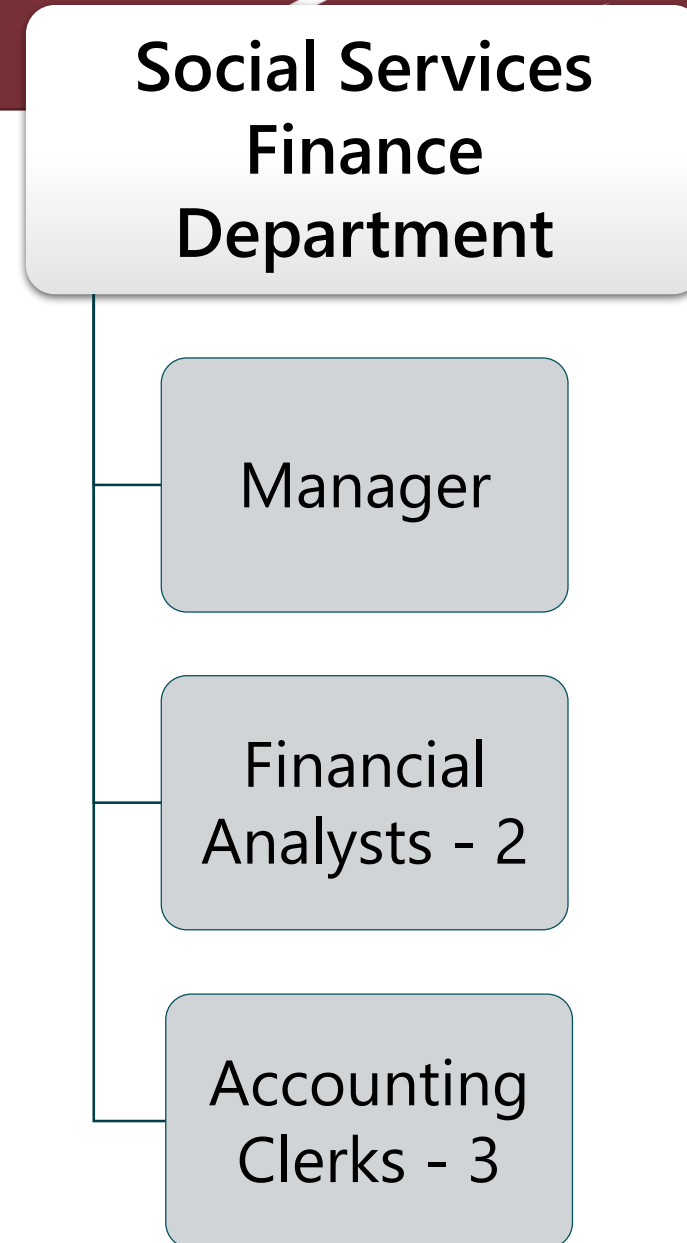 Social Services
Finance
Department
Manager
Financial
Analysts - 2
Accounting
Clerks - 3